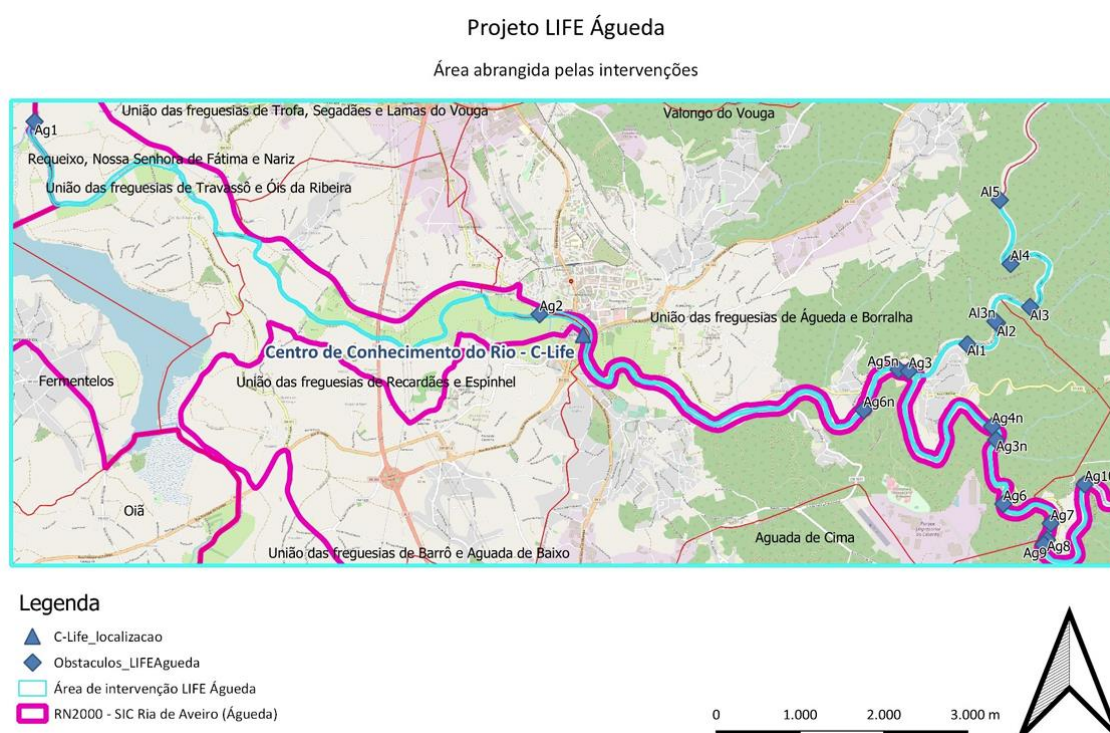 Projeto LIFE Águeda
Área abrangida pelas intervenções
União das freguesias de Trofa, Segadães e Lamas do Vouga
Valongo do Vouga
Ag1
Requeixo, Nossa Senhora de Fátima e Nariz
União das freguesias de Travassô e Óis da Ribeira
Al5
Al4
Ag2
Al3n
Al3
União das freguesias de Águeda e Borralha
Al2
Centro de Conhecimento do Rio - C-Life
Al1
Ag5n
Ag3
Fermentelos
União das freguesias de Recardães e Espinhel
Ag6n
Ag4n
Ag3n
Ag10
Ag6
Oiã
Ag7
Aguada de Cima
União das freguesias de Barrô e Aguada de Baixo
Ag8
Ag9
Legenda
C-Life_localizacao
Obstaculos_LIFEAgueda
Área de intervenção LIFE Águeda
RN2000 - SIC Ria de Aveiro (Águeda)
0 1.000 2.000 3.000 m